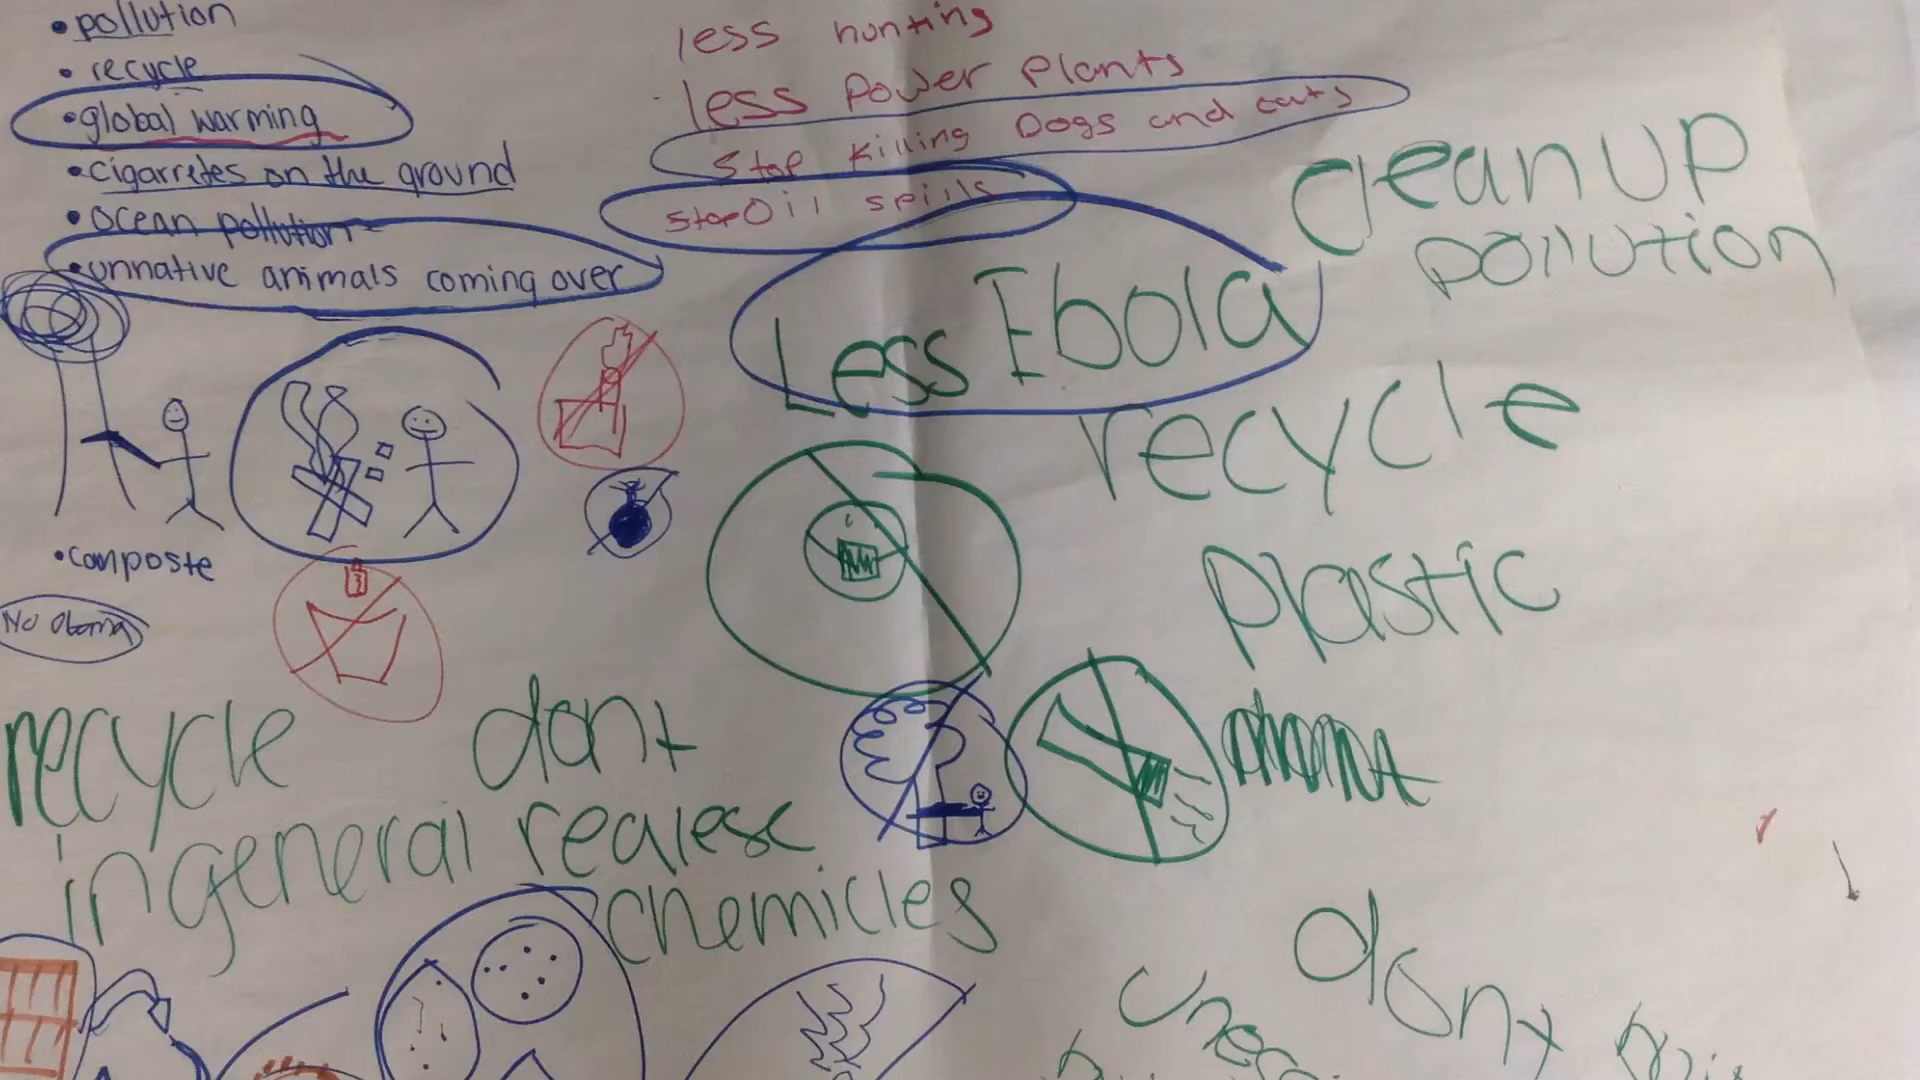 •pollution
•recycle
•global warming
•cigarretes on the ground
•ocean pollution
•unnative animals coming over
less hunting
less Power Plants
Stop Killing Dogs and cats
Stop Oil spills
clean up
pollution
Less Ebola
recycle
plastic
•composte
No Obama
recycle
in general
dont
realese
chemicles
dont